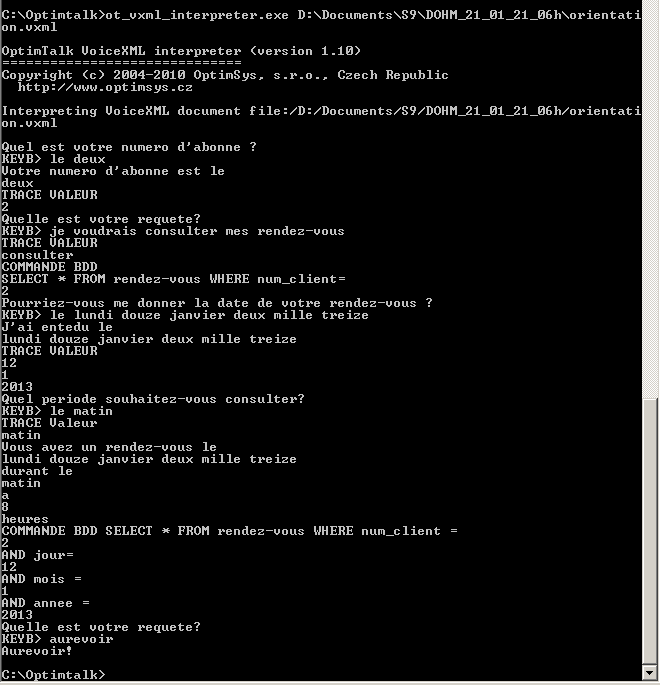 C:\Optimtalk>ot_vxml_interpreter.exe D:\Documents\S9\DOHM_21_01_21_06h\orientati
on.vxml
OptimTalk VoiceXML interpreter (version 1.10)
==============================
Copyright (c) 2004-2010 OptimSys, s.r.o., Czech Republic
http://www.optimsys.cz
Interpreting VoiceXML document file:/D:/Documents/S9/DOHM_21_01_21_06h/orientati
on.vxml
Quel est votre numero d'abonne ?
KEYB> le deux
Votre numero d'abonne est le
deux
TRACE VALEUR
2
Quelle est votre requete?
KEYB> je voudrais consulter mes rendez-vous
TRACE VALEUR
consulter
COMMANDE BDD
SELECT * FROM rendez-vous WHERE num_client=
2
Pourriez-vous me donner la date de votre rendez-vous ?
KEYB> le lundi douze janvier deux mille treize
J'ai entedu le
lundi douze janvier deux mille treize
TRACE VALEUR
12
1
2013
Quel periode souhaitez-vous consulter?
KEYB> le matin
TRACE Valeur
matin
Vous avez un rendez-vous le
lundi douze janvier deux mille treize
durant le
matin
a
8
heures
COMMANDE BDD SELECT * FROM rendez-vous WHERE num_client =
2
AND jour=
12
AND mois =
1
AND annee =
2013
Quelle est votre requete?
KEYB> aurevoir
Aurevoir!
C:\Optimtalk>